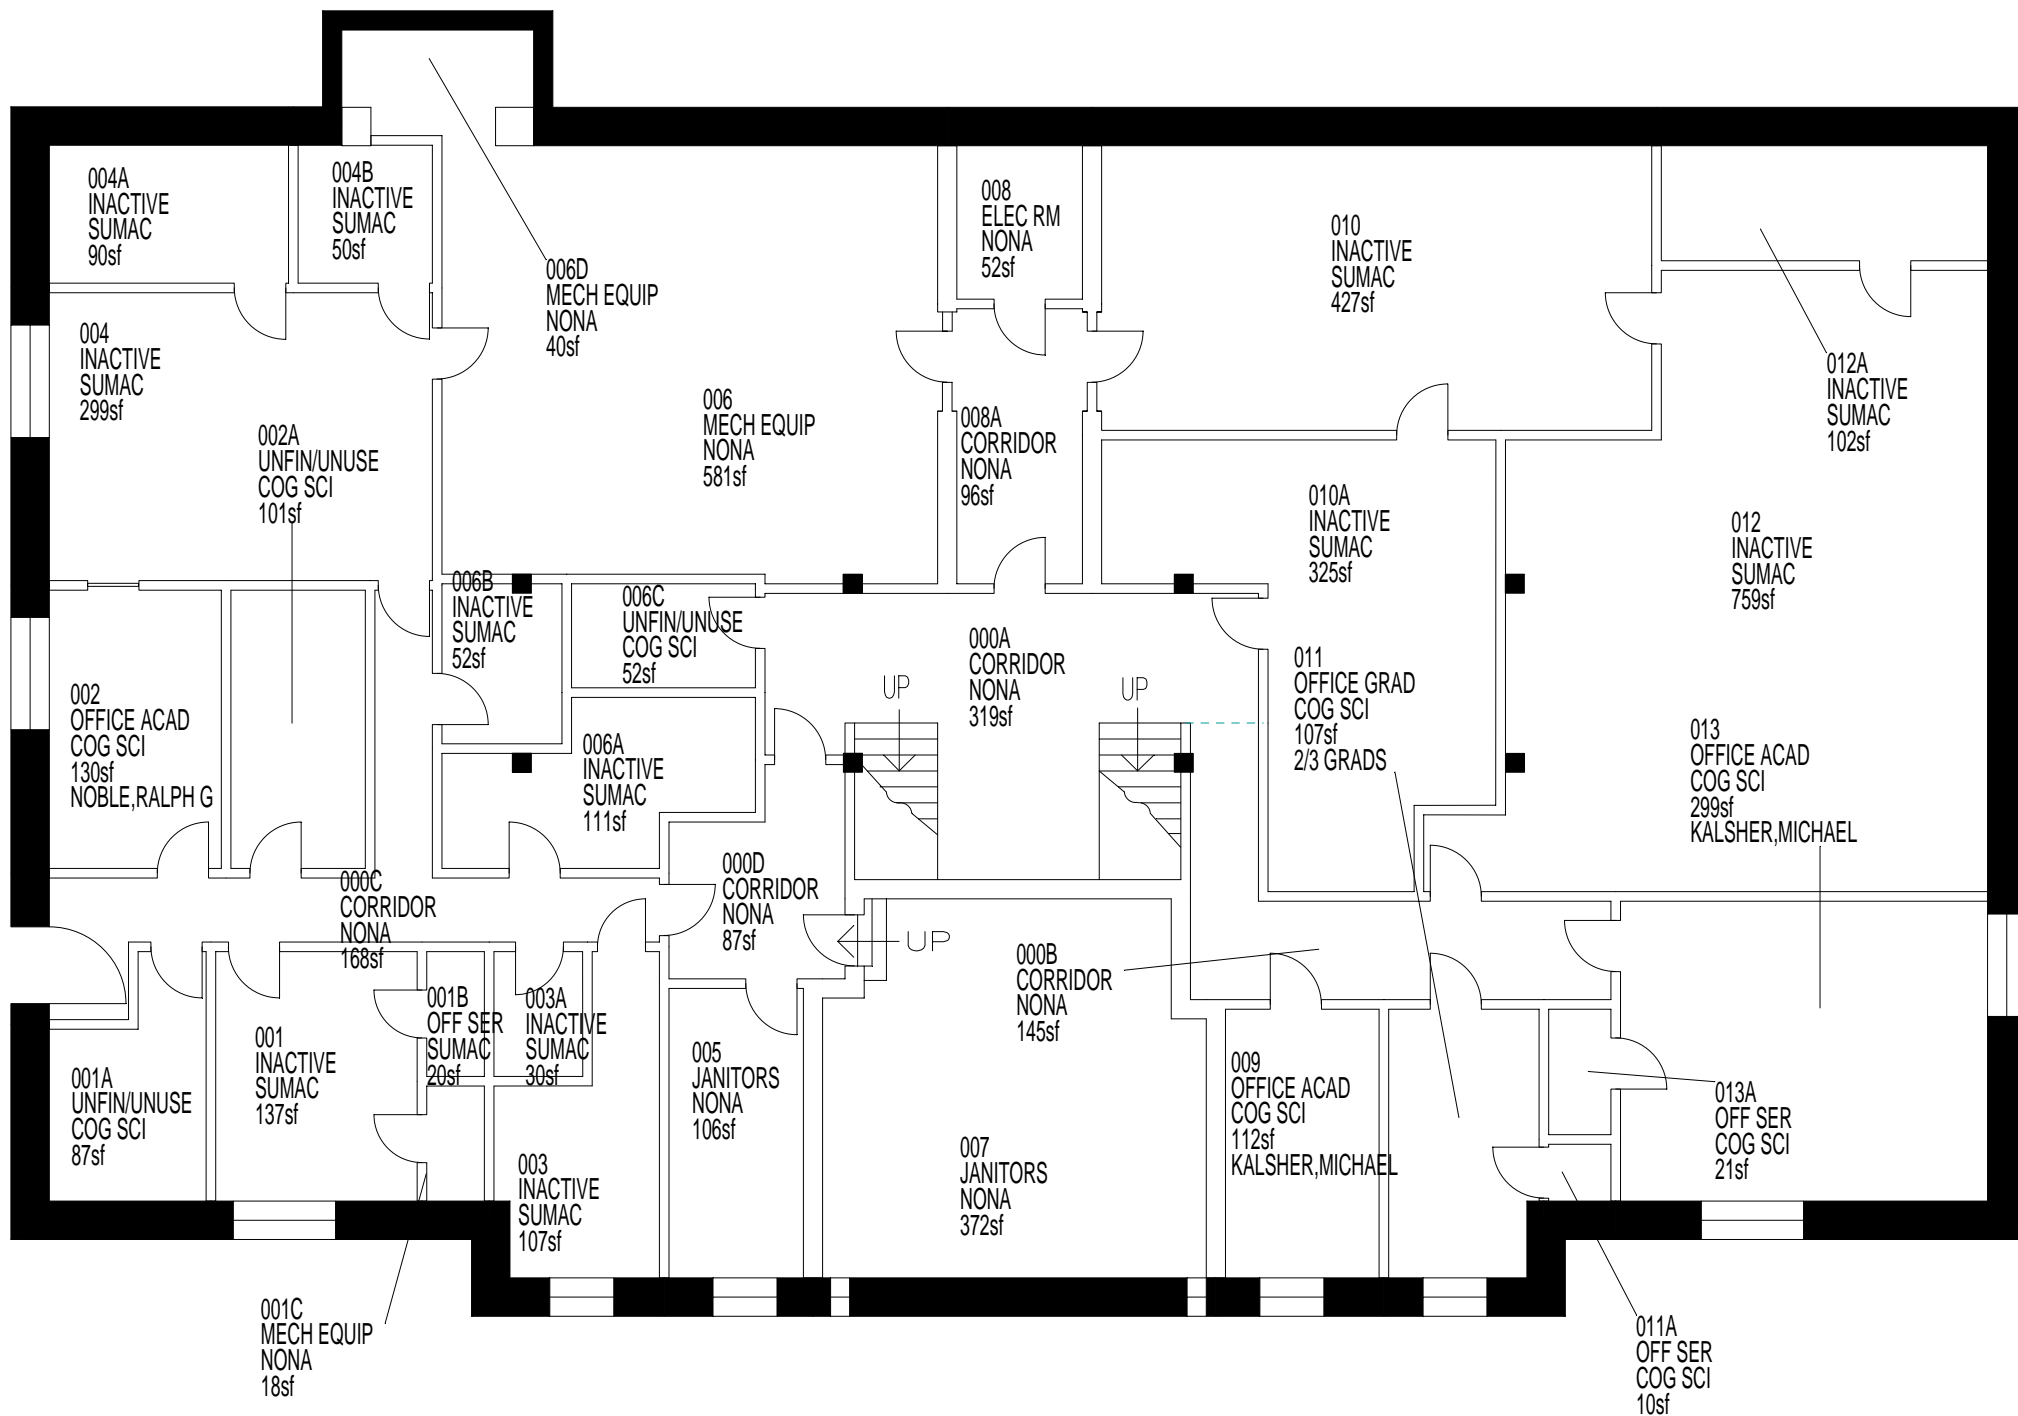 004A
INACTIVE
SUMAC
90sf
004B
INACTIVE
SUMAC
50sf
006D
MECH EQUIP
NONA
40sf
008
ELEC RM
NONA
52sf
010
INACTIVE
SUMAC
427sf
012A
INACTIVE
SUMAC
102sf
004
INACTIVE
SUMAC
299sf
002A
UNFIN/UNUSE
COG SCI
101sf
006
MECH EQUIP
NONA
581sf
008A
CORRIDOR
NONA
96sf
010A
INACTIVE
SUMAC
325sf
012
INACTIVE
SUMAC
759sf
006B
INACTIVE
SUMAC
52sf
006C
UNFIN/UNUSE
COG SCI
52sf
000A
CORRIDOR
NONA
319sf
UP
UP
011
OFFICE GRAD
COG SCI
107sf
2/3 GRADS
002
OFFICE ACAD
COG SCI
130sf
NOBLE,RALPH G
006A
INACTIVE
SUMAC
111sf
013
OFFICE ACAD
COG SCI
299sf
KALSHER,MICHAEL
000C
CORRIDOR
NONA
168sf
000D
CORRIDOR
NONA
87sf
UP
000B
CORRIDOR
NONA
145sf
001A
UNFIN/UNUSE
COG SCI
87sf
001
INACTIVE
SUMAC
137sf
001B
OFF SER
SUMAC
20sf
003A
INACTIVE
SUMAC
30sf
005
JANITORS
NONA
106sf
009
OFFICE ACAD
COG SCI
112sf
KALSHER,MICHAEL
013A
OFF SER
COG SCI
21sf
003
INACTIVE
SUMAC
107sf
007
JANITORS
NONA
372sf
001C
MECH EQUIP
NONA
18sf
011A
OFF SER
COG SCI
10sf